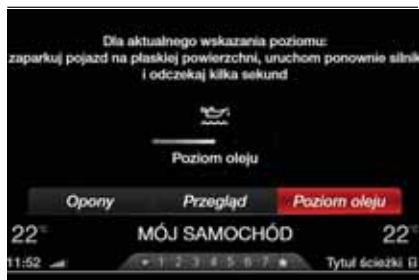 Dla aktualnego wskazania poziomu:
zaparkuj pojazd na płaskiej powierzchni, uruchom ponownie silnik
i odczekaj kilka sekund
Poziom oleju
Opony Przegląd Poziom oleju
22° MÓJ SAMOCHÓD 22°
11:52 1 2 3 4 5 6 7 Tytuł ścieżki